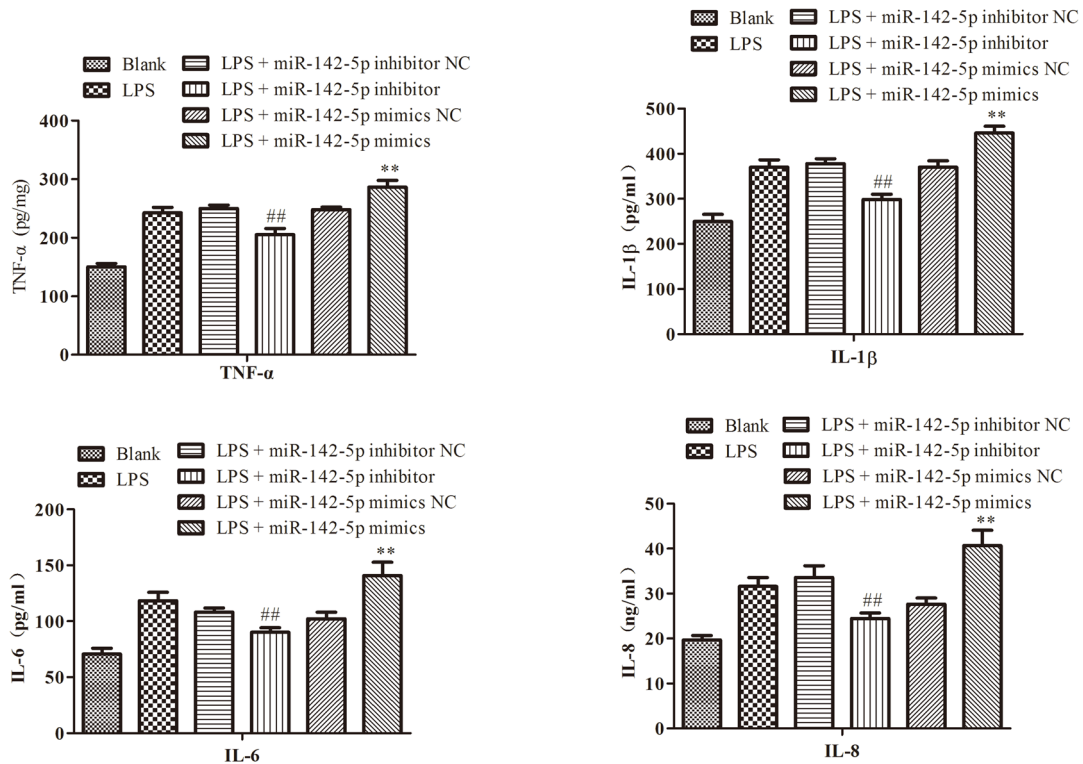 Blank
LPS
LPS + miR-142-5p inhibitor NC
LPS + miR-142-5p inhibitor
LPS + miR-142-5p mimics NC
LPS + miR-142-5p mimics
400
300
200
100
0
TNF-α (pg/mg)
##
**
TNF-α
Blank
LPS
LPS + miR-142-5p inhibitor NC
LPS + miR-142-5p inhibitor
LPS + miR-142-5p mimics NC
LPS + miR-142-5p mimics
500
400
300
200
100
0
IL-1β (pg/ml)
##
**
IL-1β
Blank
LPS
LPS + miR-142-5p inhibitor NC
LPS + miR-142-5p inhibitor
LPS + miR-142-5p mimics NC
LPS + miR-142-5p mimics
200
150
100
50
0
IL-6 (pg/ml)
##
**
IL-6
Blank
LPS
LPS + miR-142-5p inhibitor NC
LPS + miR-142-5p inhibitor
LPS + miR-142-5p mimics NC
LPS + miR-142-5p mimics
50
40
30
20
10
0
IL-8 (ng/ml)
##
**
IL-8